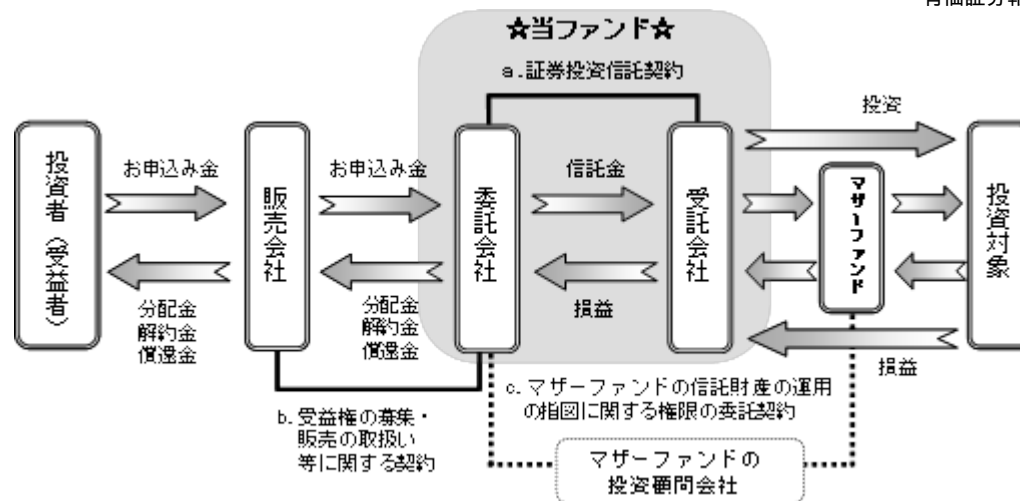 ☆当ファンド☆
a.証券投資信託契約
投資
投資者(受益者)
お申込み金
販売会社
お申込み金
委託会社
信託金
受託会社
マザーファンド
投資対象
分配金
解約金
償還金
分配金
解約金
償還金
損益
損益
b.受益権の募集・
販売の取扱い
等に関する契約
c.マザーファンドの信託財産の運用
の指図に関する権限の委託契約
マザーファンドの
投資顧問会社